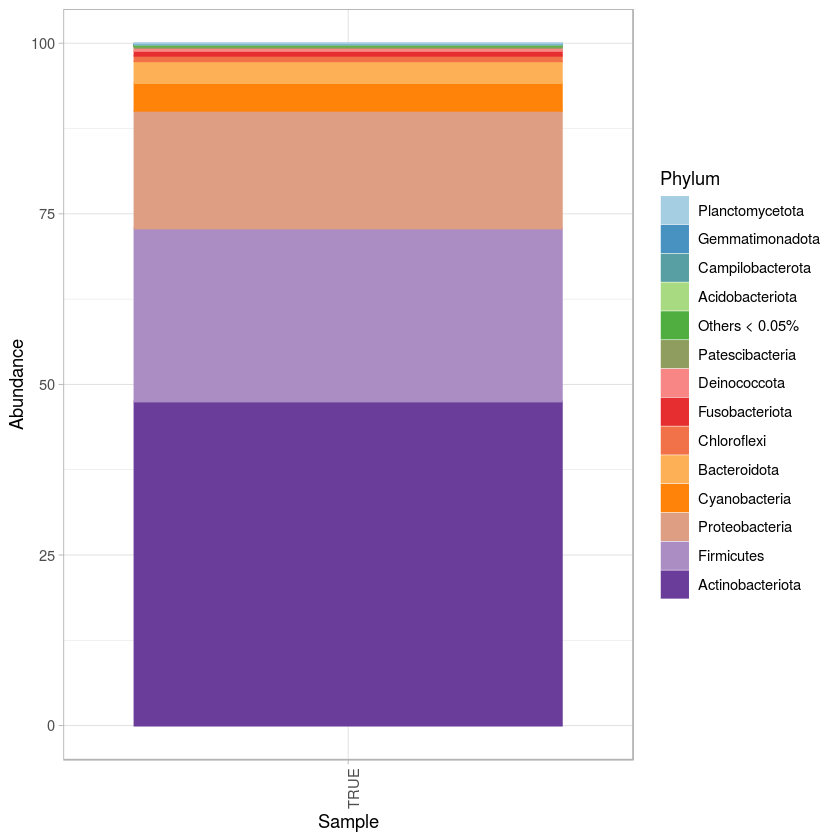 100
75
50
25
0
Abundance
TRUE
Sample
Phylum
Planctomycetota
Gemmatimonadota
Campilobacterota
Acidobacteriota
Others < 0.05%
Patescibacteria
Deinococcota
Fusobacteriota
Chloroflexi
Bacteroidota
Cyanobacteria
Proteobacteria
Firmicutes
Actinobacteriota